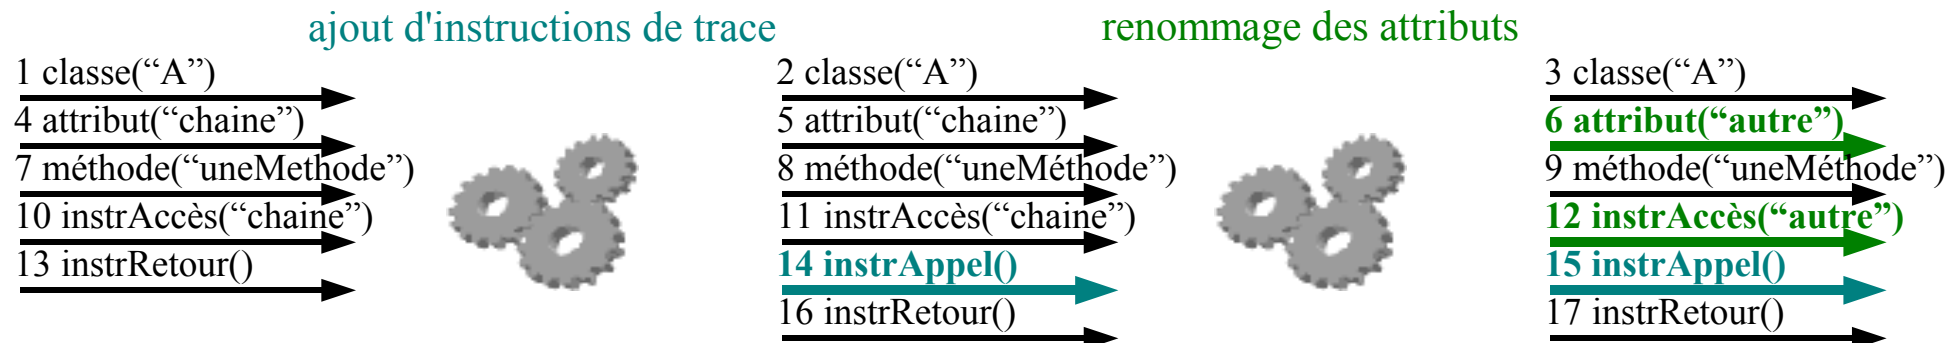 ajout d'instructions de trace
renommage des attributs
1 classe(“A”)
2 classe(“A”)
3 classe(“A”)
4 attribut(“chaine”)
5 attribut(“chaine”)
6 attribut(“autre”)
7 méthode(“uneMethode”)
8 méthode(“uneMéthode”)
9 méthode(“uneMéthode”)
10 instrAccès(“chaine”)
11 instrAccès(“chaine”)
12 instrAccès(“autre”)
13 instrRetour()
14 instrAppel()
15 instrAppel()
16 instrRetour()
17 instrRetour()